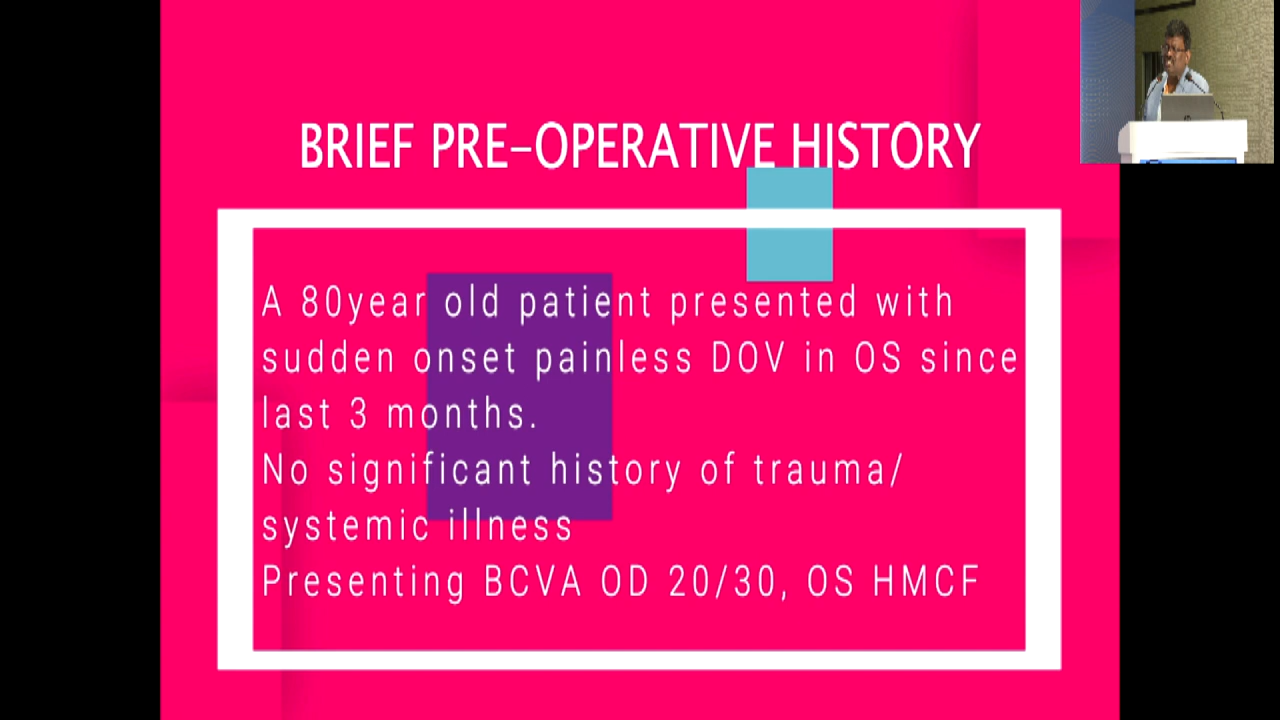 BRIEF PRE-OPERATIVE HISTORY
A 80year old patient presented with
sudden onset painless DOV in OS since
last 3 months.
No significant history of trauma/
systemic illness
Presenting BCVA OD 20/30, OS HMCF